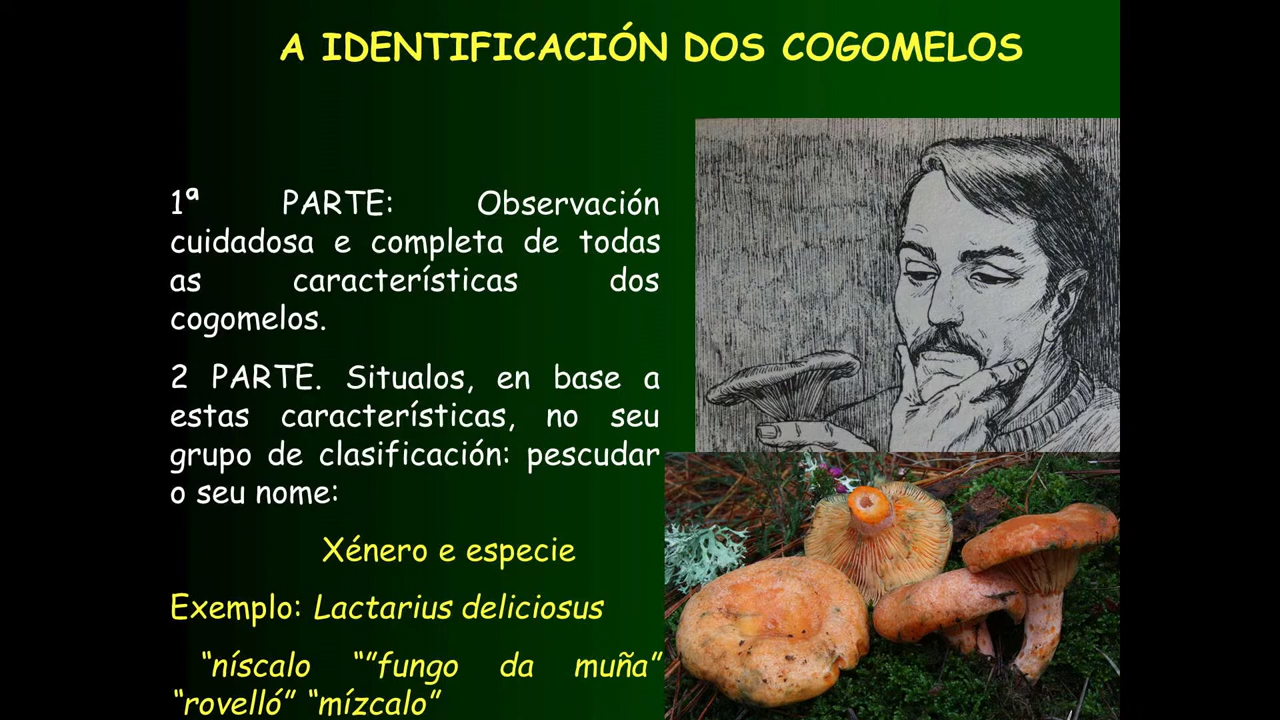 A IDENTIFICACIÓN DOS COGOMELOS
1ª PARTE: Observación
cuidadosa e completa de todas
as características dos
cogomelos.
2 PARTE. Situalos, en base a
estas características, no seu
grupo de clasificación: pescudar
o seu nome:
Xénero e especie
Exemplo: Lactarius deliciosus
“níscalo “”fungo da muña”
“rovelló” “mízcalo”